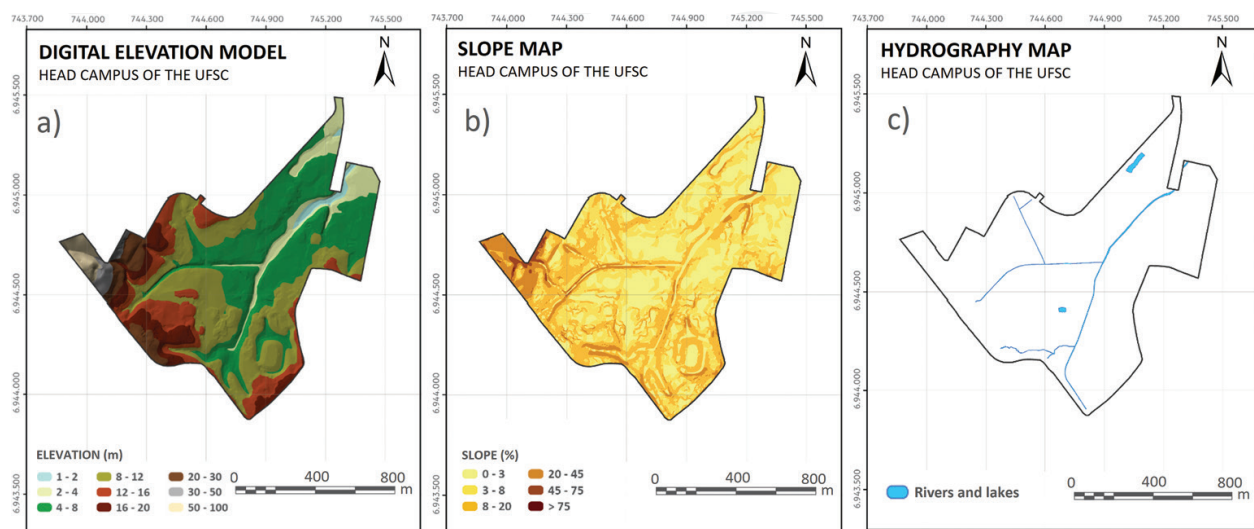 743.700 744.000 744.300 744.600 744.900 745.200 745.500
DIGITAL ELEVATION MODEL
HEAD CAMPUS OF THE UFSC
N
a)
6.945.500
6.945.000
6.944.500
6.944.000
6.943.500
ELEVATION (m)
1 - 2
2 - 4
4 - 8
8 - 12
12 - 16
16 - 20
20 - 30
30 - 50
50 - 100
0 400 800
m
743.700 744.000 744.300 744.600 744.900 745.200 745.500
SLOPE MAP
HEAD CAMPUS OF THE UFSC
N
b)
6.945.500
6.945.000
6.944.500
6.944.000
6.943.500
SLOPE (%)
0 - 3
3 - 8
8 - 20
20 - 45
45 - 75
> 75
0 400 800
m
743.700 744.000 744.300 744.600 744.900 745.200 745.500
HYDROGRAPHY MAP
HEAD CAMPUS OF THE UFSC
N
c)
6.945.500
6.945.000
6.944.500
6.944.000
6.943.500
Rivers and lakes
0 400 800
m